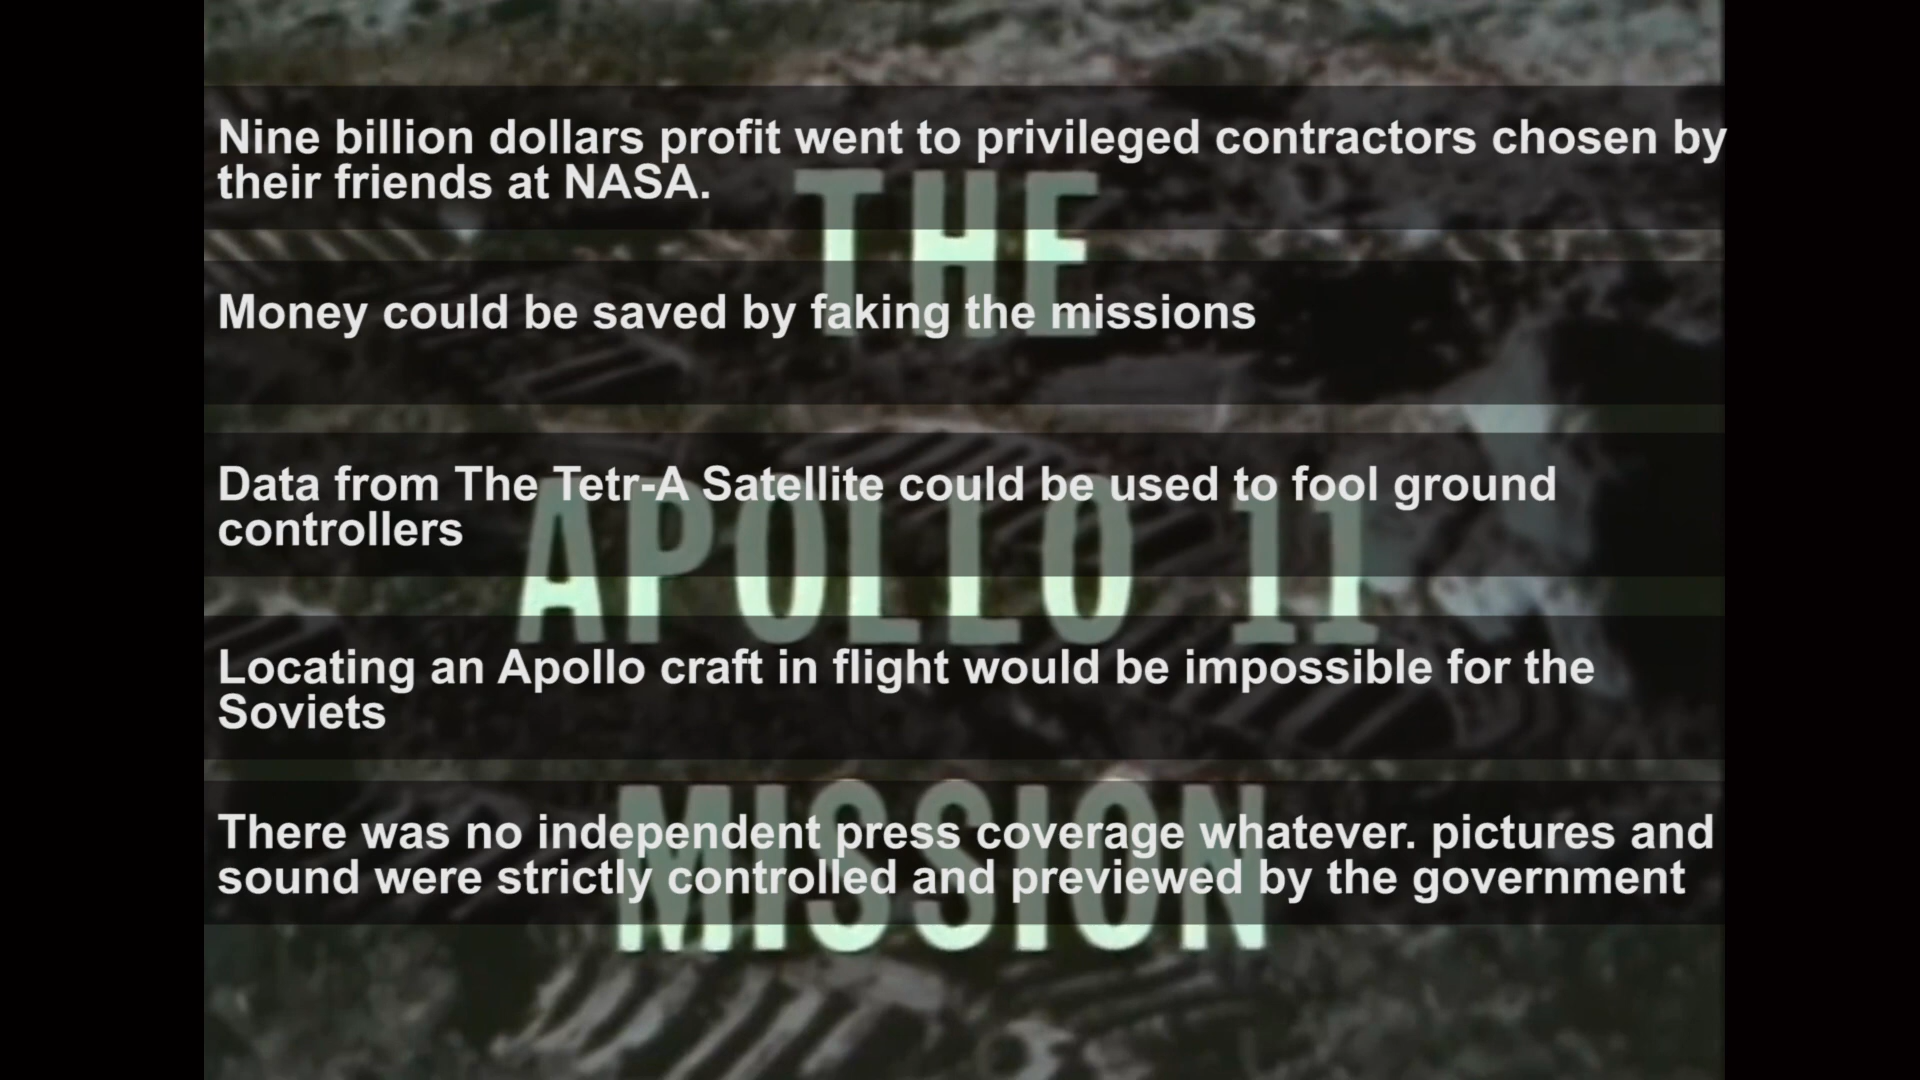 Nine billion dollars profit went to privileged contractors chosen by
their friends at NASA.
THE
Money could be saved by faking the missions
Data from The Tetr-A Satellite could be used to fool ground
controllers
APOLLO 11
Locating an Apollo craft in flight would be impossible for the
Soviets
There was no independent press coverage whatever. pictures and
sound were strictly controlled and previewed by the government
MISSION